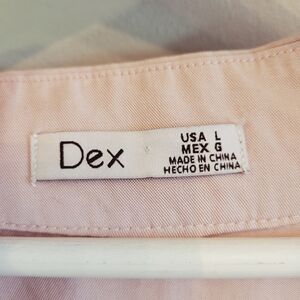 Dex
USA L
MEX G
MADE IN CHINA
HECHO EN CHINA